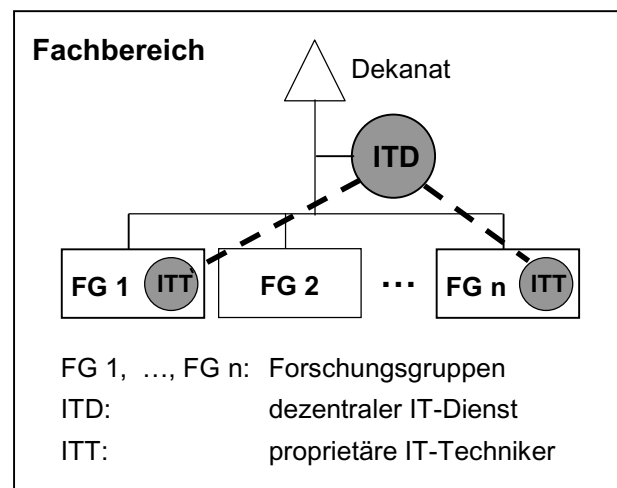 Fachbereich
Dekanat
ITD
FG 1 ITT FG 2 ... FG n ITT
FG 1, ..., FG n: Forschungsgruppen
ITD: dezentraler IT-Dienst
ITT: proprietäre IT-Techniker